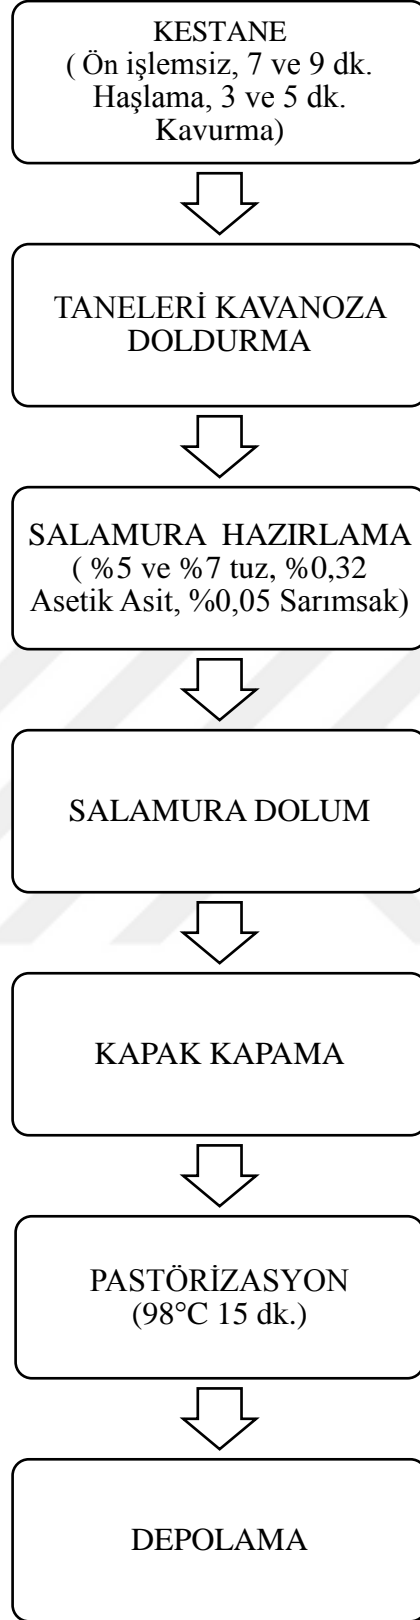 KESTANE
( Ön işlemsiz, 7 ve 9 dk.
Haşlama, 3 ve 5 dk.
Kavurma)
TANELERİ KAVANOZA
DOLDURMA
SALAMURA HAZIRLAMA
( %5 ve %7 tuz, %0,32
Asetik Asit, %0,05 Sarımsak)
SALAMURA DOLUM
KAPAK KAPAMA
PASTÖRİZASYON
(98°C 15 dk.)
DEPOLAMA